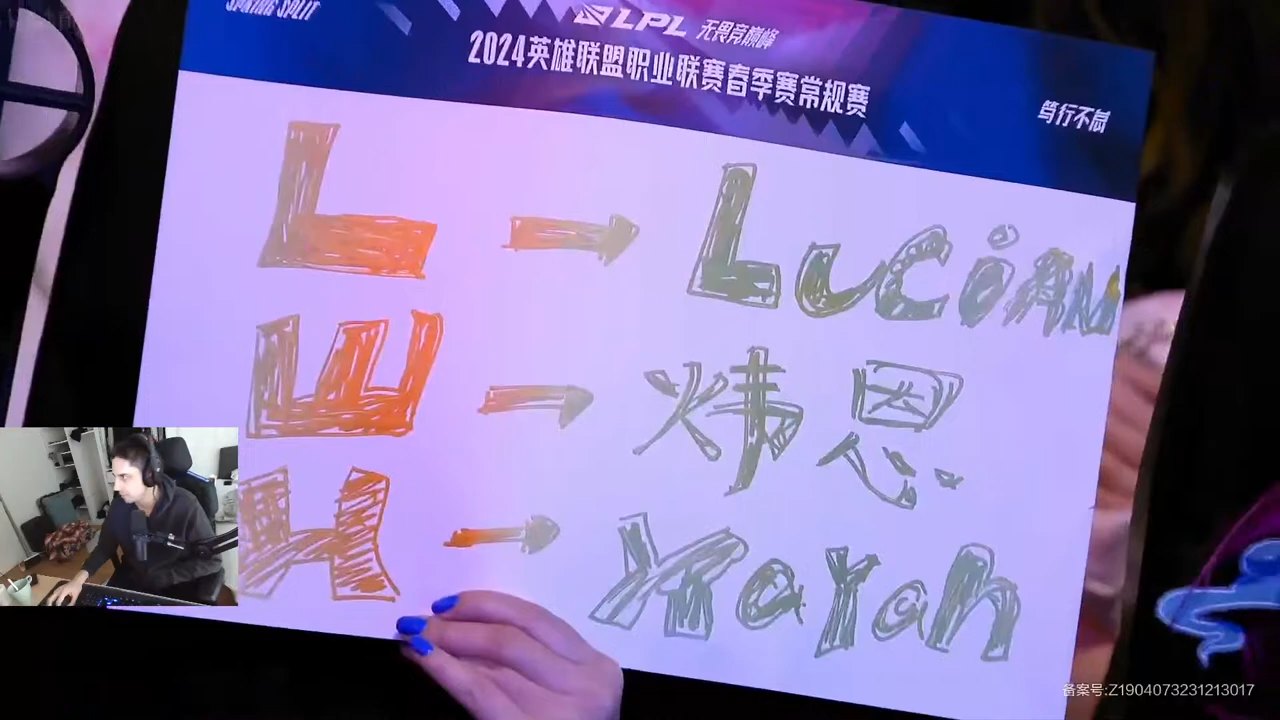 SPRING SPLIT
LPL 无畏竞巅峰
2024英雄联盟职业联赛春季赛常规赛
笃行不怠
L → LUCiAN
E → 炜恩
X → XaYah
备案号:Z1904073231213017